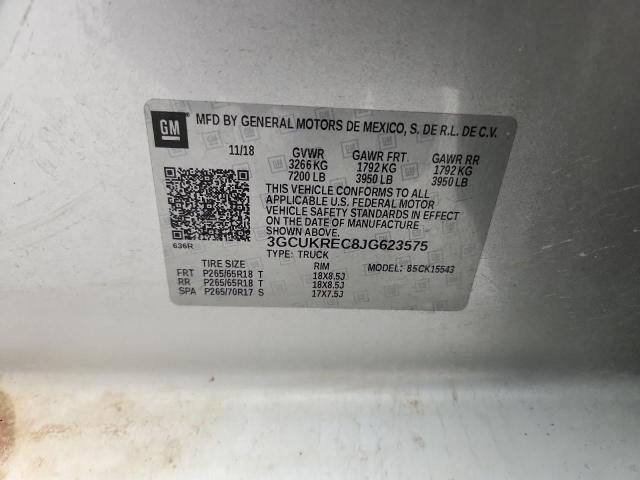 GM MFD BY GENERAL MOTORS DE MEXICO, S. DE R.L. DE C.V.
11/18 GVWR GAWR FRT. GAWR RR
3266 KG 1792 KG 1792 KG
7200 LB 3950 LB 3950 LB
THIS VEHICLE CONFORMS TO ALL
APPLICABLE U.S. FEDERAL MOTOR
VEHICLE SAFETY STANDARDS IN EFFECT ON THE DATE OF MANUFACTURE
SHOWN ABOVE.
636R 3GCUKREC8JG623575
TYPE: TRUCK MODEL: 85CK15543
TIRE SIZE RIM
FRT P265/65R18 T 18X8.5J
RR P265/65R18 T 18X8.5J
SPA P265/70R17 S 17X7.5J